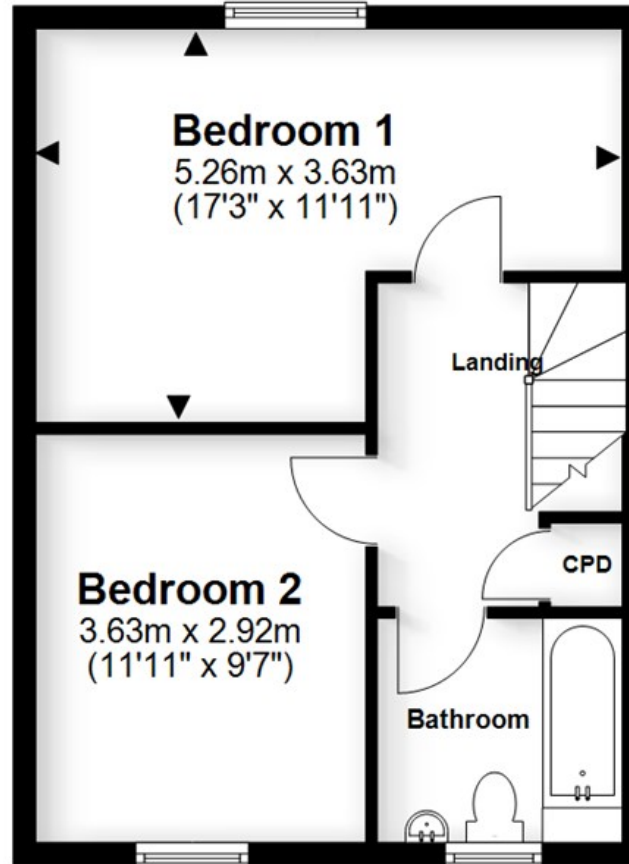 Bedroom 1
5.26m x 3.63m
(17'3" x 11'11")
Landing
CPD
Bedroom 2
3.63m x 2.92m
(11'11" x 9'7")
Bathroom